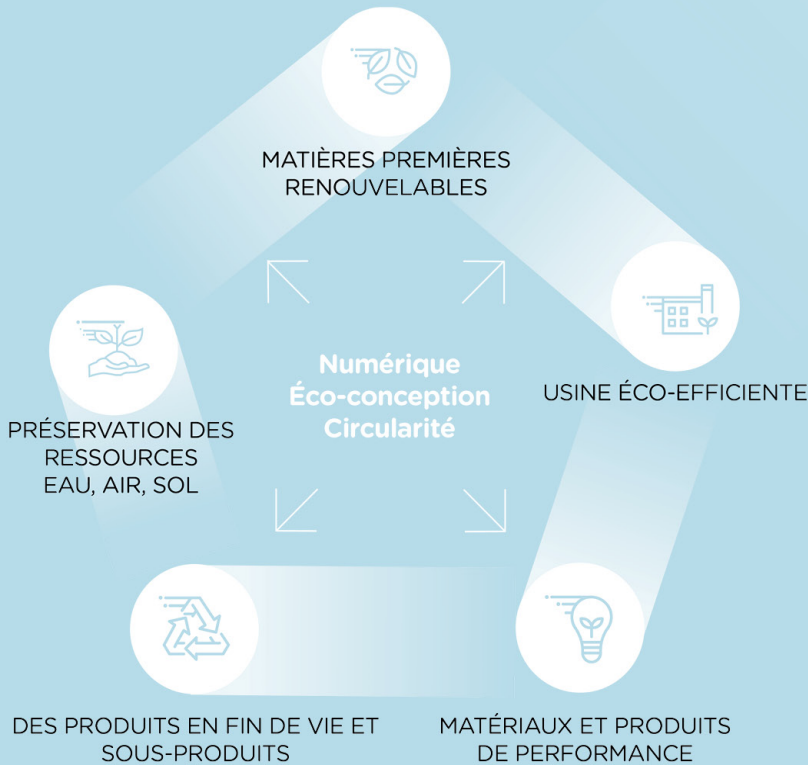 MATIÈRES PREMIÈRES
RENOUVELABLES
USINE ÉCO-EFFICIENTE
Numérique
Éco-conception
Circularité
PRÉSERVATION DES
RESSOURCES
EAU, AIR, SOL
DES PRODUITS EN FIN DE VIE ET
SOUS-PRODUITS
MATÉRIAUX ET PRODUITS
DE PERFORMANCE